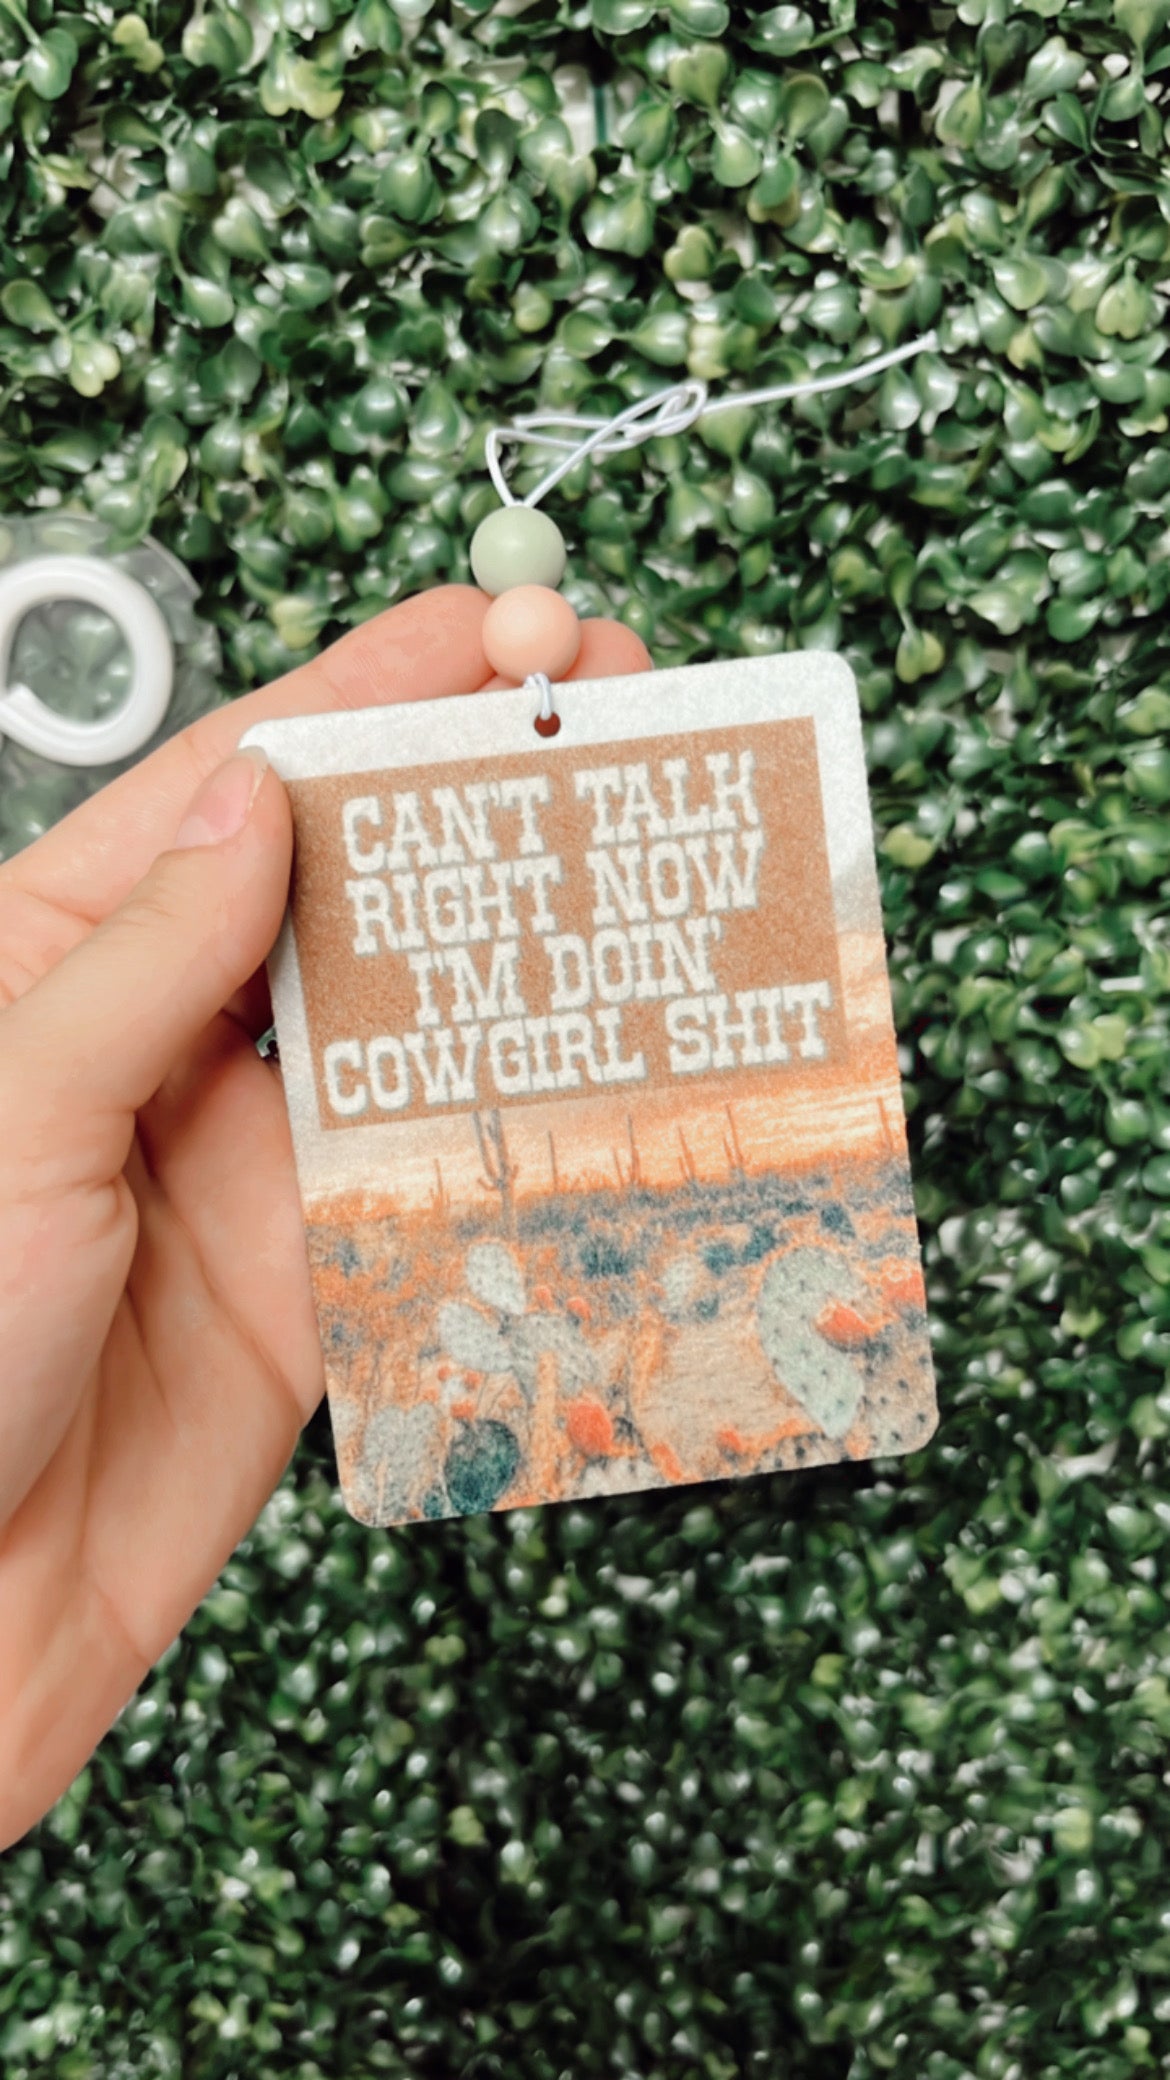 CAN'T TALK
RIGHT NOW
I'M DOIN'
COWGIRL SHIT